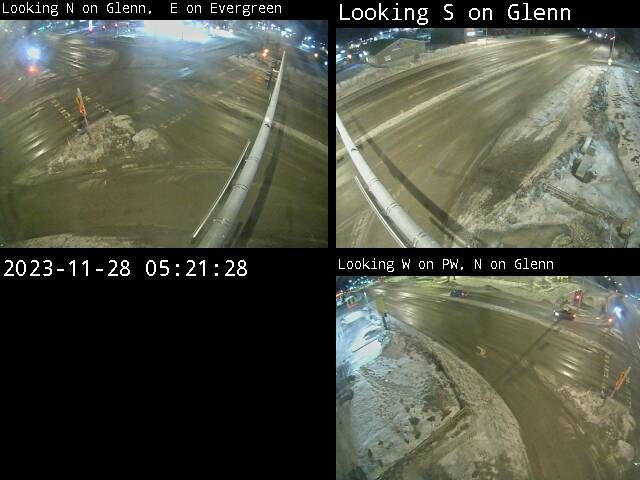 Looking N on Glenn,  E on Evergreen
Looking S on Glenn
2023-11-28 05:21:28
Looking W on PW, N on Glenn